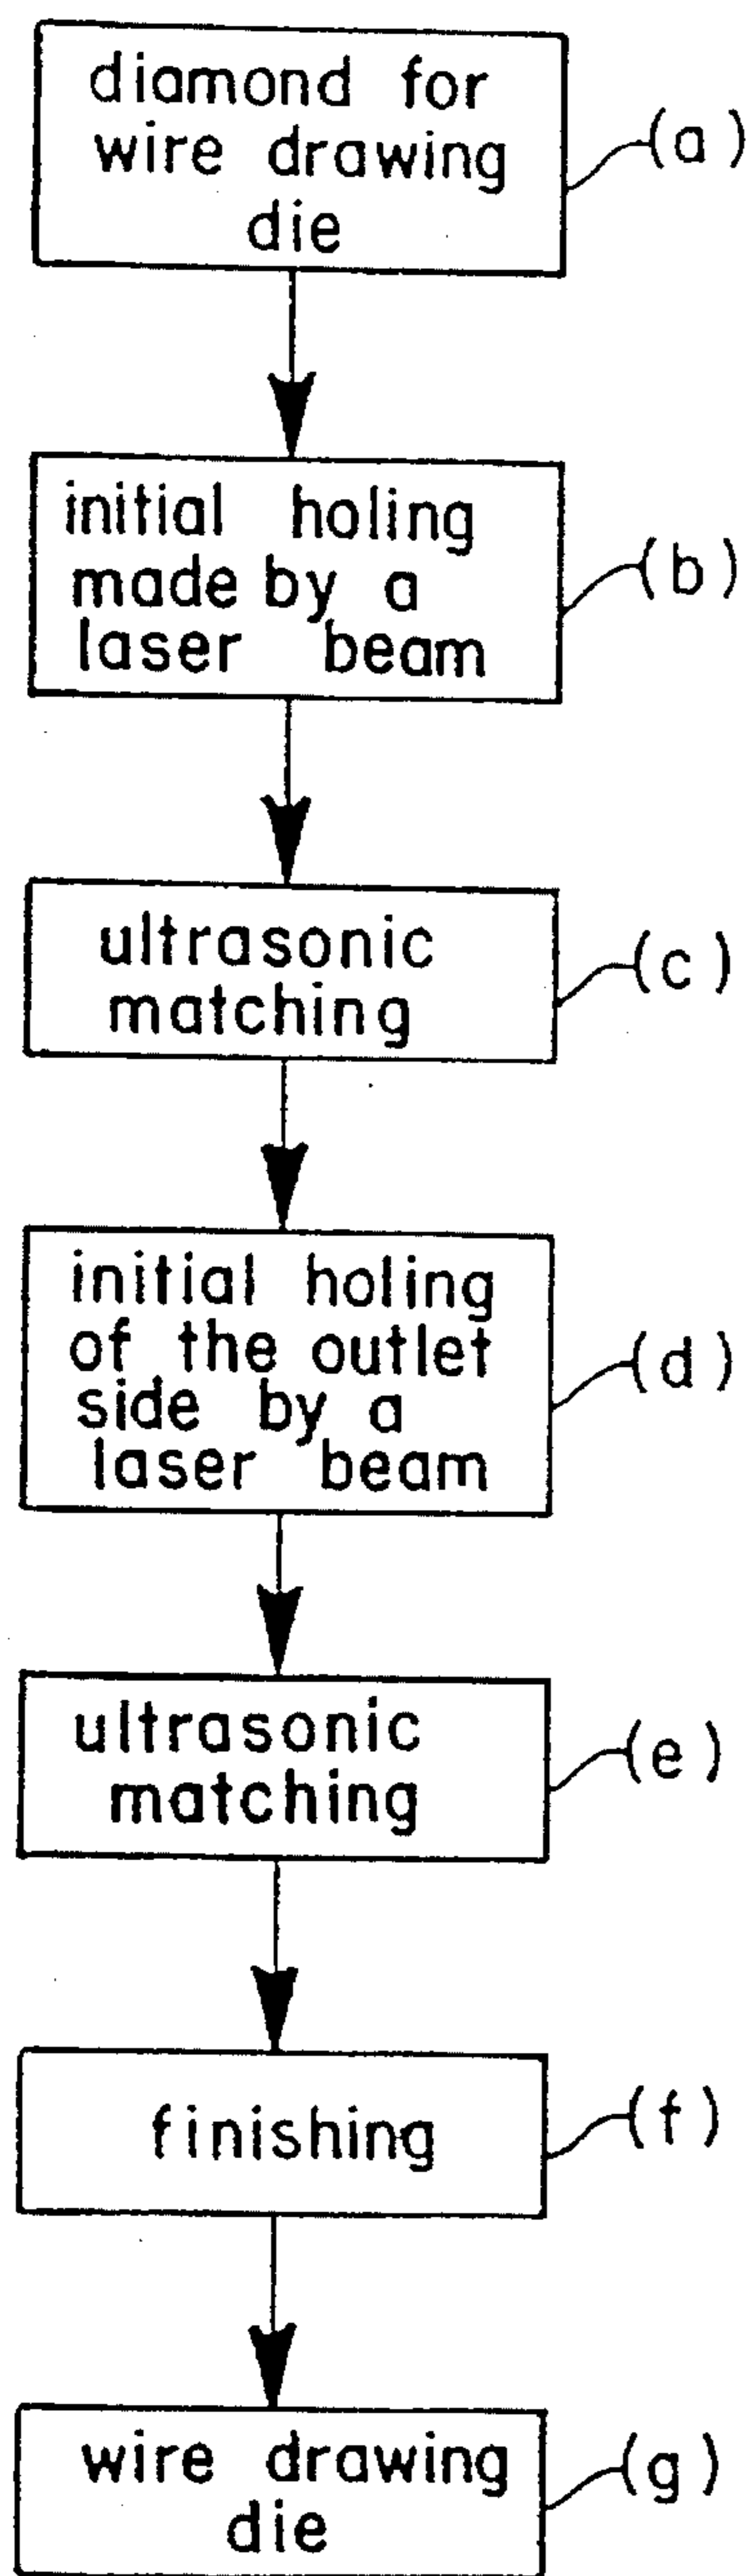 diamond for
wire drawing
die
(a)
initial holing
made by a
laser beam
(b)
ultrasonic
matching
(c)
initial holing
of the outlet
side by a
laser beam
(d)
ultrasonic
matching
(e)
finishing
(f)
wire drawing
die
(g)